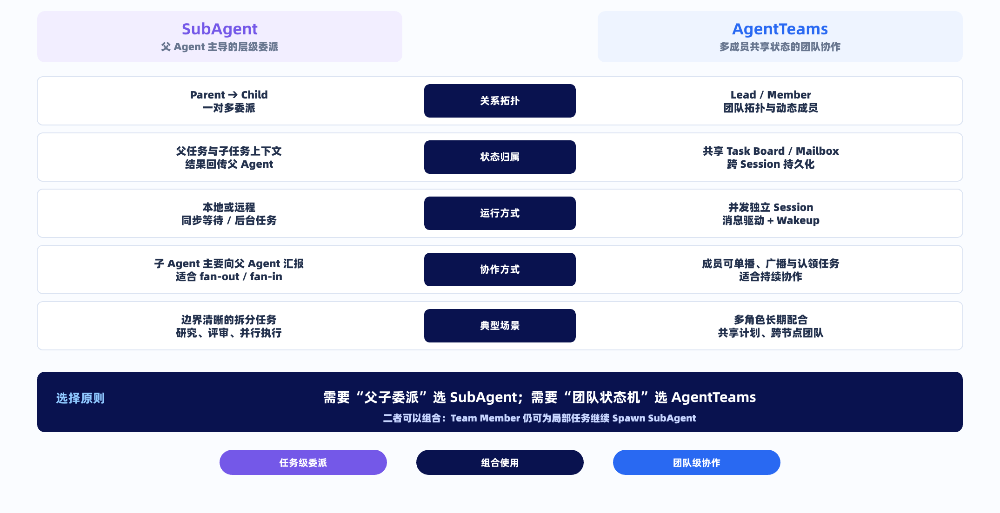 SubAgent
父 Agent 主导的层级委派
AgentTeams
多成员共享状态的团队协作
Parent → Child
一对多委派
关系拓扑
Lead / Member
团队拓扑与动态成员
父任务与子任务上下文
结果回传父 Agent
状态归属
共享 Task Board / Mailbox
跨 Session 持久化
本地或远程
同步等待 / 后台任务
运行方式
并发独立 Session
消息驱动 + Wakeup
子 Agent 主要向父 Agent 汇报
适合 fan-out / fan-in
协作方式
成员可单播、广播与认领任务
适合持续协作
边界清晰的拆分任务
研究、评审、并行执行
典型场景
多角色长期配合
共享计划、跨节点团队
选择原则
需要“父子委派”选 SubAgent；需要“团队状态机”选 AgentTeams
二者可以组合：Team Member 仍可为局部任务继续 Spawn SubAgent
任务级委派
组合使用
团队级协作